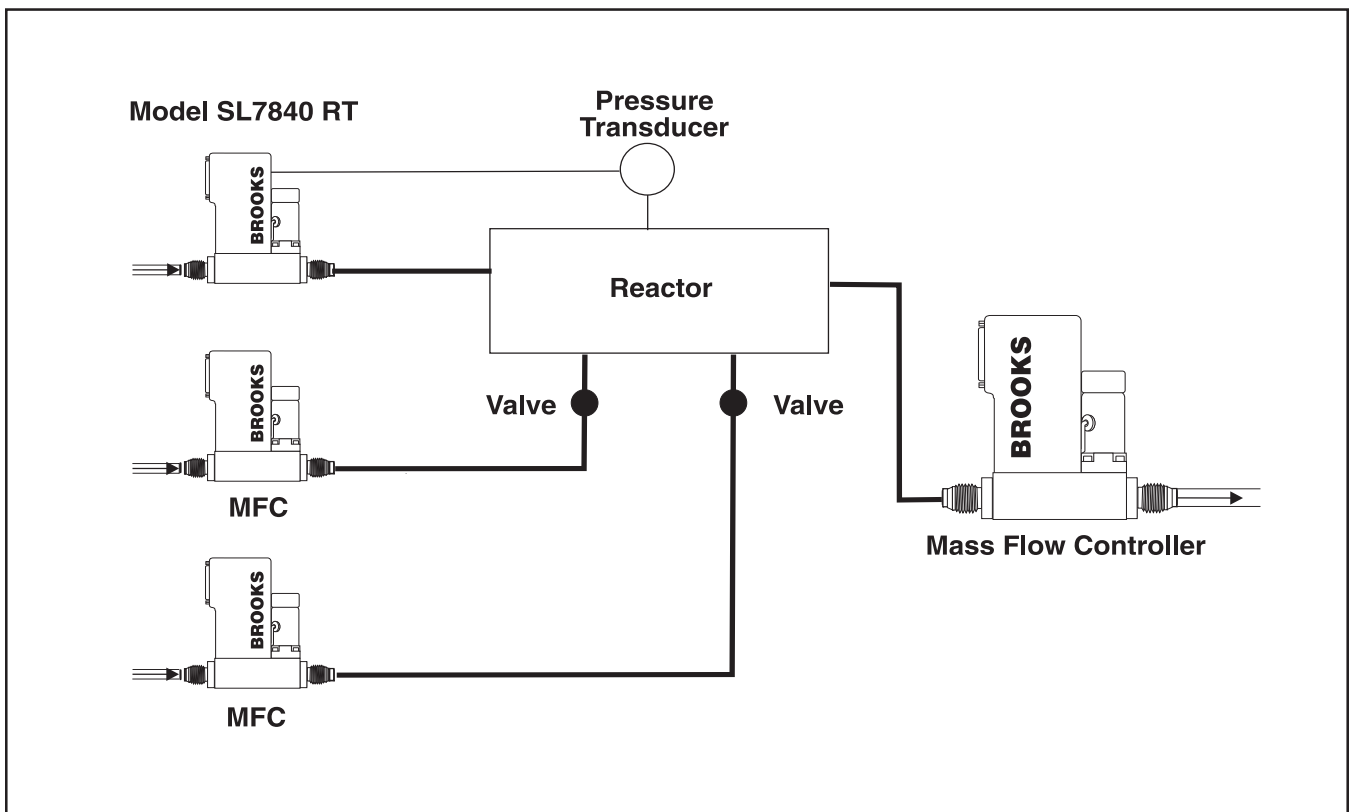 Model SL7840 RT
Pressure
Transducer
BROOKS
Reactor
BROOKS
Valve
Valve
BROOKS
MFC
Mass Flow Controller
BROOKS
MFC